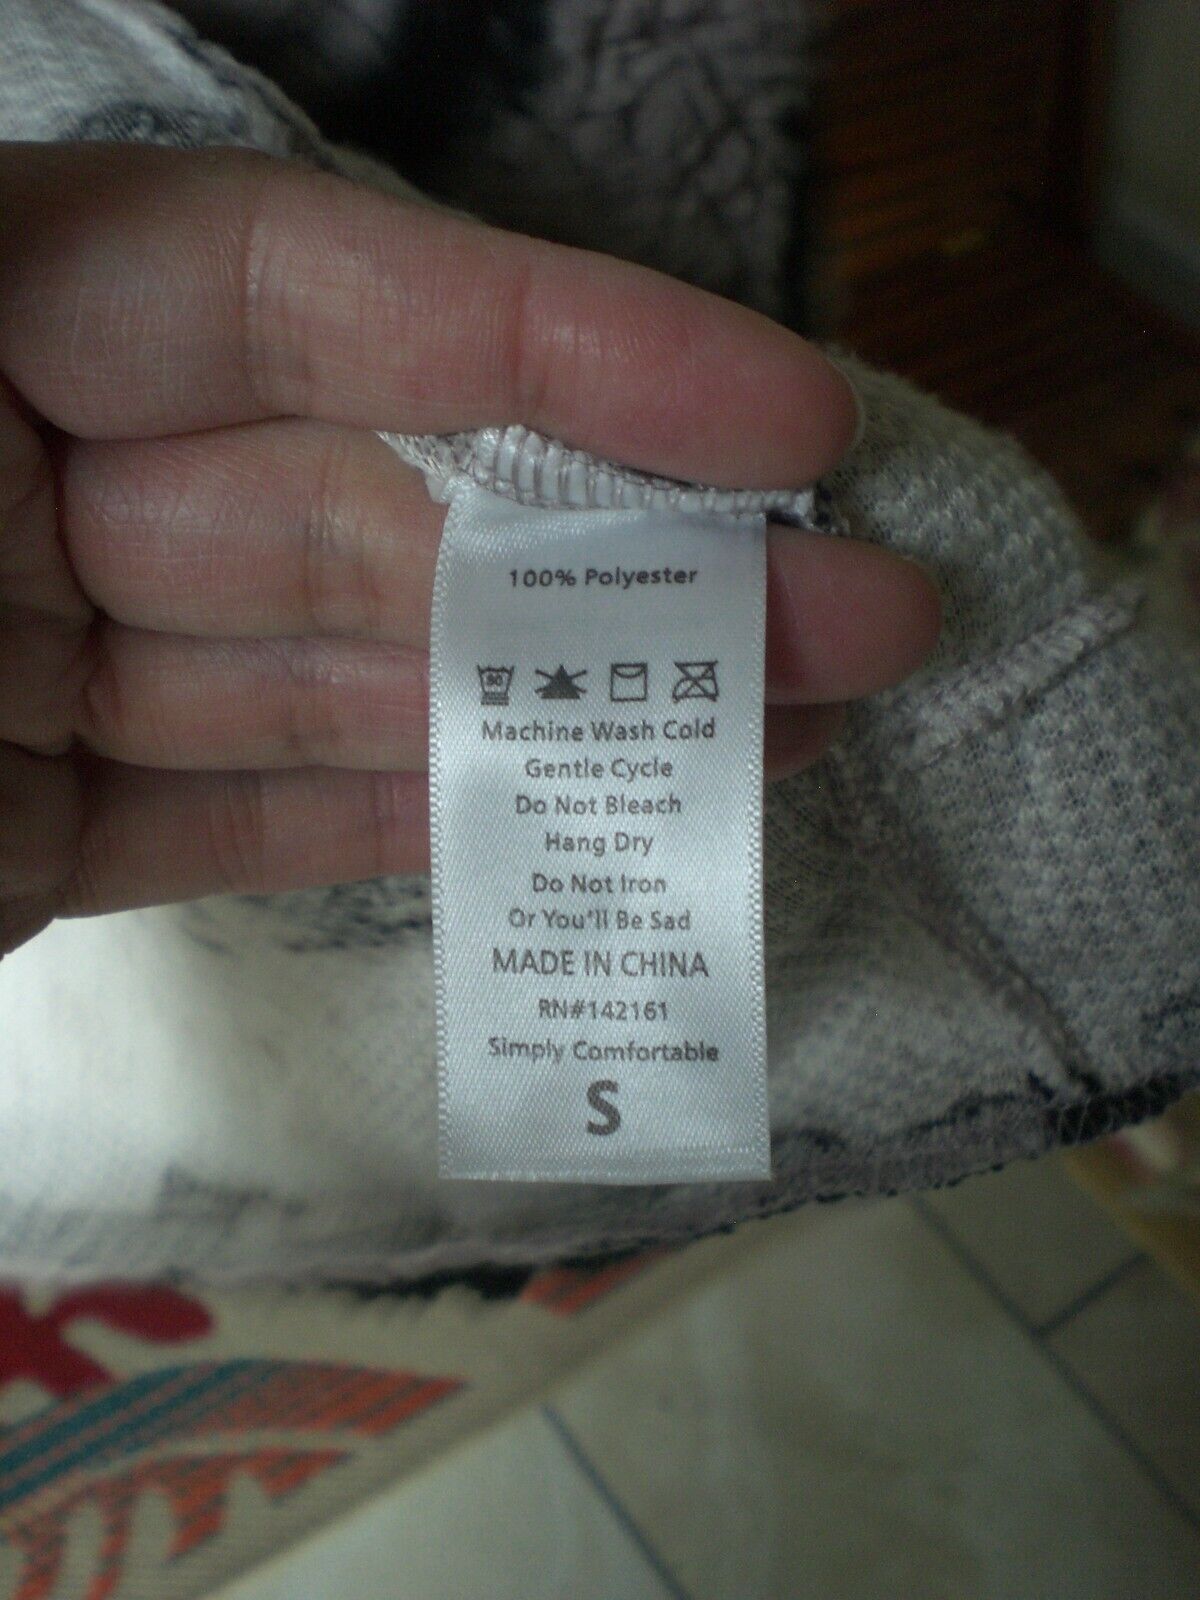 100% Polyester
Machine Wash Cold
Gentle Cycle
Do Not Bleach
Hang Dry
Do Not Iron
Or You'll Be Sad
MADE IN CHINA
RN#142161
Simply Comfortable
S